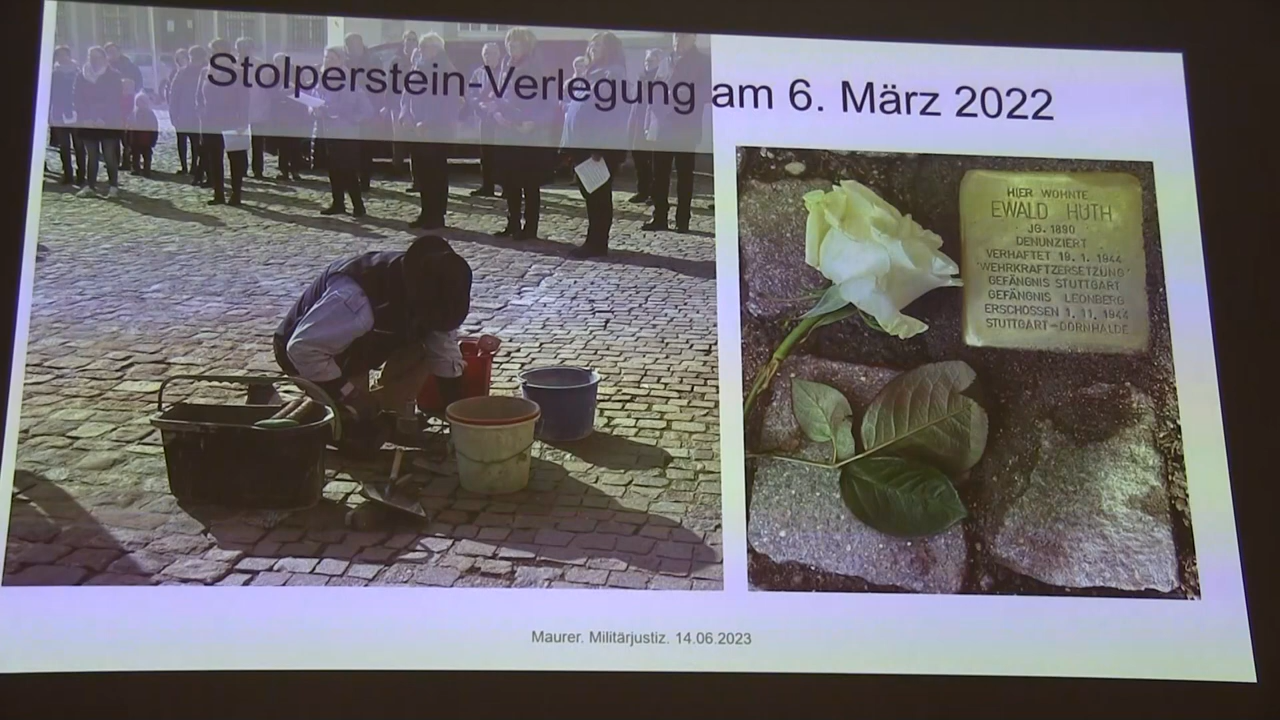 Stolperstein-Verlegung am 6. März 2022
HIER WOHNTE
EWALD HUTH
JG. 1890
DENUNZIERT
VERHAFTET 19. 1. 1944
'WEHRKRAFTZERSETZUNG'
GEFÄNGNIS STUTTGART
GEFÄNGNIS LEONBERG
ERSCHOSSEN 1. 11. 1944
STUTTGART-DORNHALDE
Maurer. Militärjustiz. 14.06.2023